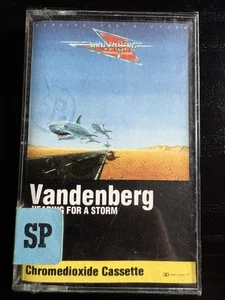 VANDENBERG
Vandenberg
HEADING FOR A STORM
SP
Chromedioxide Cassette